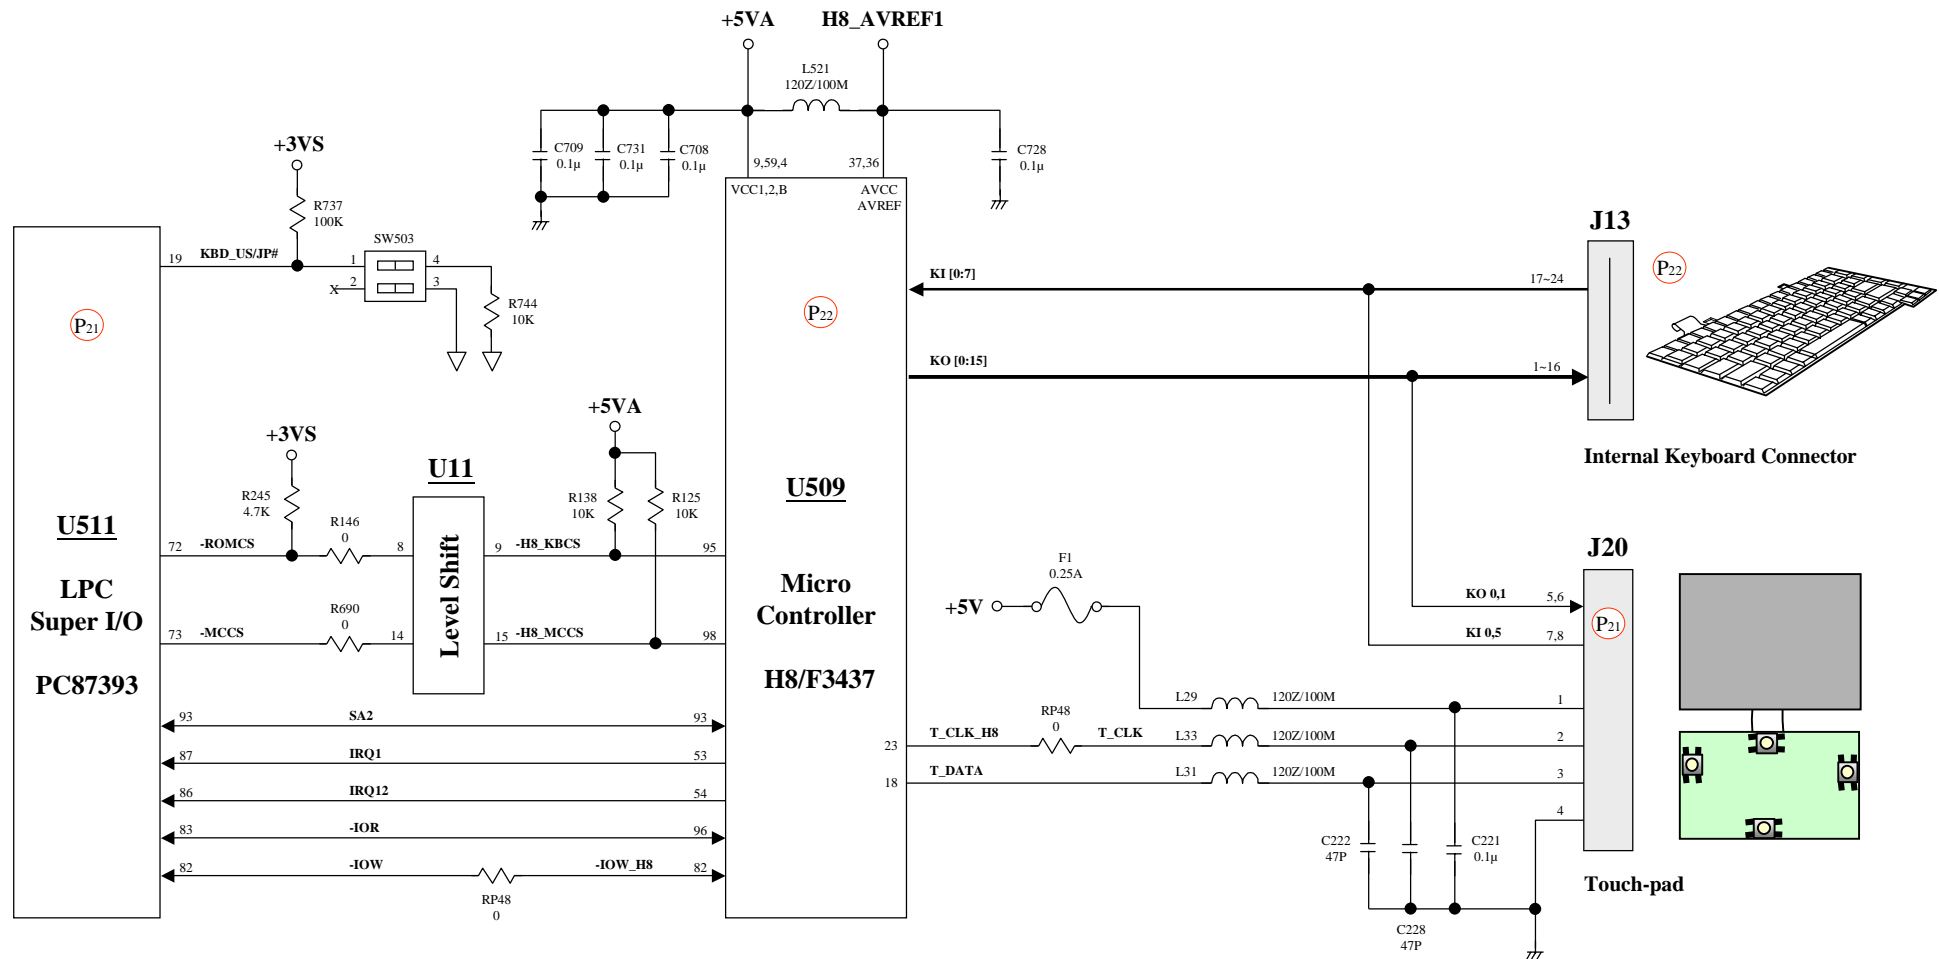 +5VA
H8_AVREF1
L521
120Z/100M
C709
0.1µ
C731
0.1µ
C708
0.1µ
9,59,4
37,36
C728
0.1µ
VCC1,2,B
AVCC
AVREF
+3VS
R737
100K
SW503
19
KBD_US/JP#
1
4
X
2
3
R744
10K
P21
P22
KI [0:7]
17~24
J13
P22
KO [0:15]
1~16
Internal Keyboard Connector
+3VS
R245
4.7K
U11
+5VA
R138
10K
R125
10K
U509
U511
LPC
Super I/O
PC87393
72
-ROMCS
R146
0
8
Level Shift
9
-H8_KBCS
95
73
-MCCS
R690
0
14
15
-H8_MCCS
98
Micro
Controller
H8/F3437
F1
0.25A
+5V
J20
KO 0,1
5,6
P21
KI 0,5
7,8
93
SA2
93
87
IRQ1
53
86
IRQ12
54
83
-IOR
96
82
-IOW
-IOW_H8
82
RP48
0
L29
120Z/100M
1
23
T_CLK_H8
RP48
0
T_CLK
L33
120Z/100M
2
18
T_DATA
L31
120Z/100M
3
4
C222
47P
C221
0.1µ
C228
47P
Touch-pad